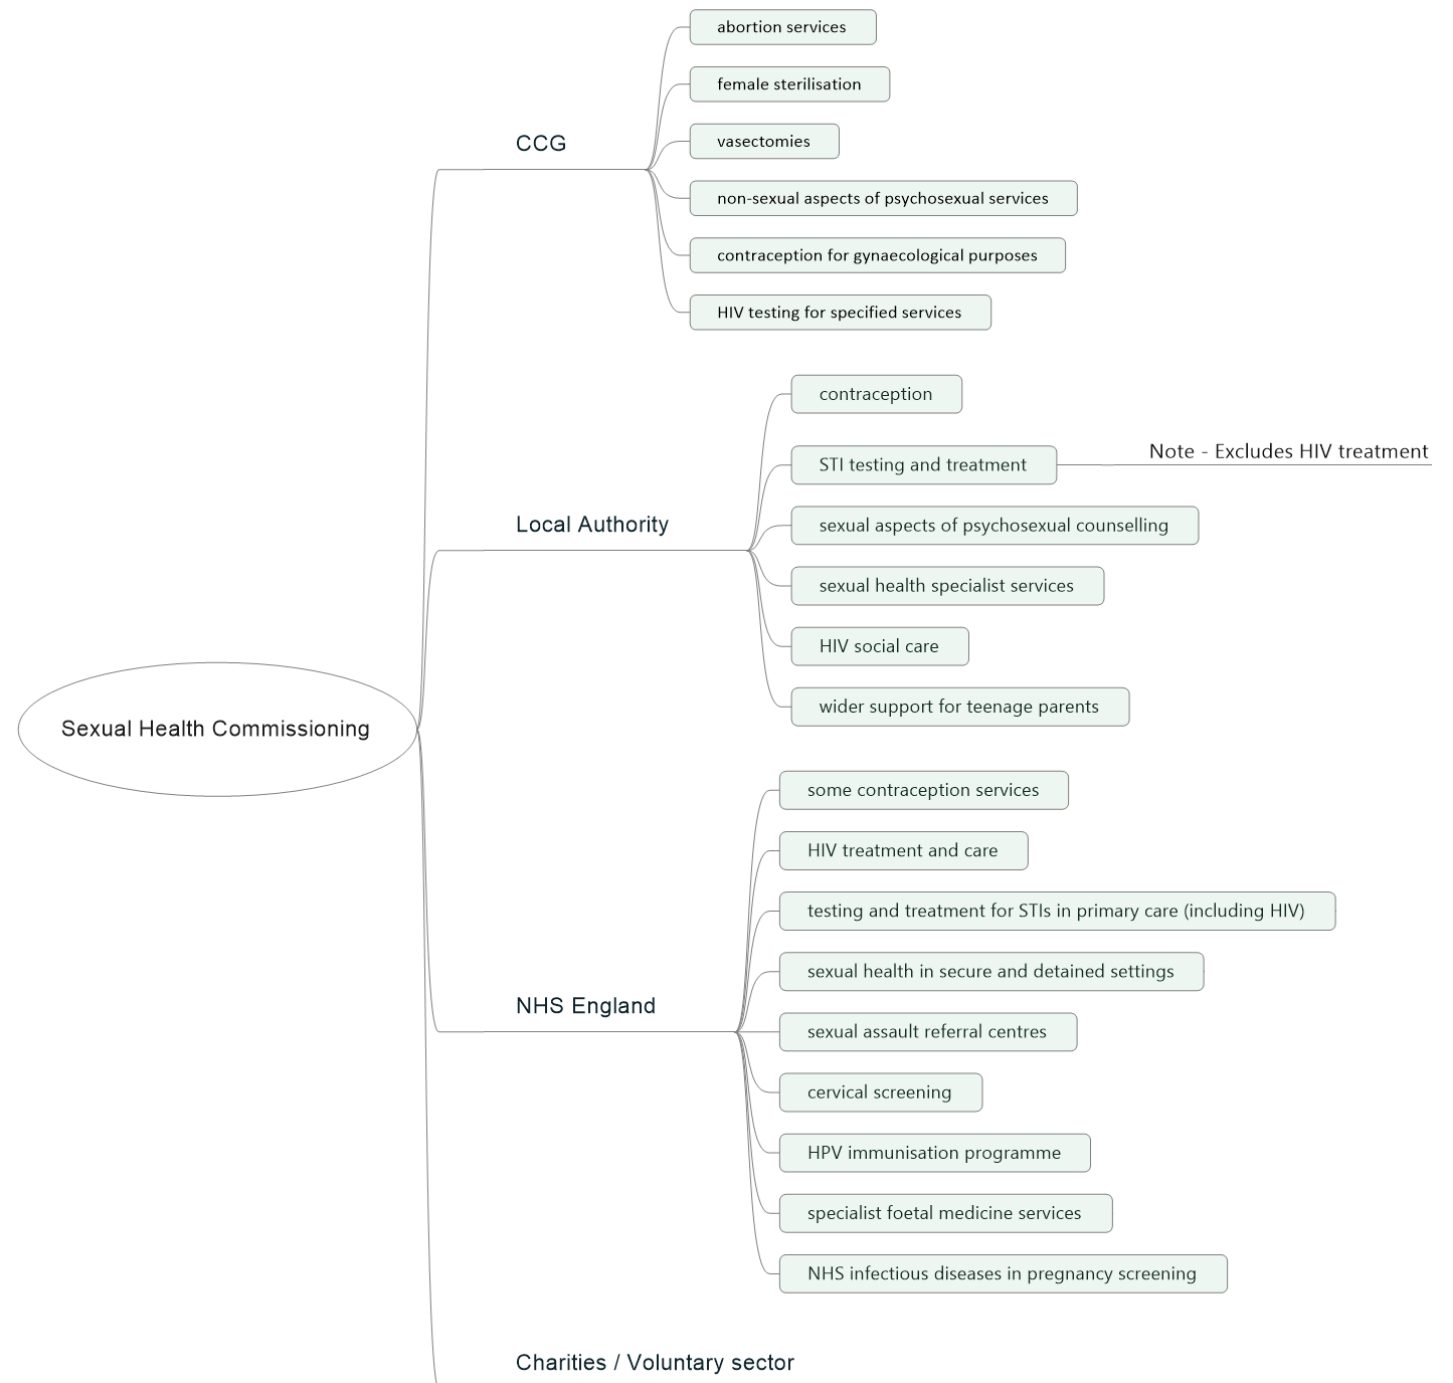 Sexual Health Commissioning
CCG
abortion services
female sterilisation
vasectomies
non-sexual aspects of psychosexual services
contraception for gynaecological purposes
HIV testing for specified services
Local Authority
contraception
STI testing and treatment
Note - Excludes HIV treatment
sexual aspects of psychosexual counselling
sexual health specialist services
HIV social care
wider support for teenage parents
NHS England
some contraception services
HIV treatment and care
testing and treatment for STIs in primary care (including HIV)
sexual health in secure and detained settings
sexual assault referral centres
cervical screening
HPV immunisation programme
specialist foetal medicine services
NHS infectious diseases in pregnancy screening
Charities / Voluntary sector